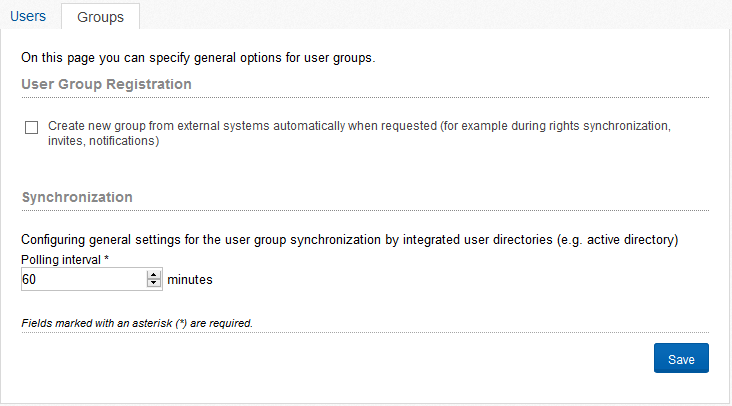 Users
Groups
On this page you can specify general options for user groups.
User Group Registration
Create new group from external systems automatically when requested (for example during rights synchronization,
invites, notifications)
Synchronization
Configuring general settings for the user group synchronization by integrated user directories (e.g. active directory)
Polling interval *
60 minutes
Fields marked with an asterisk (*) are required.
Save